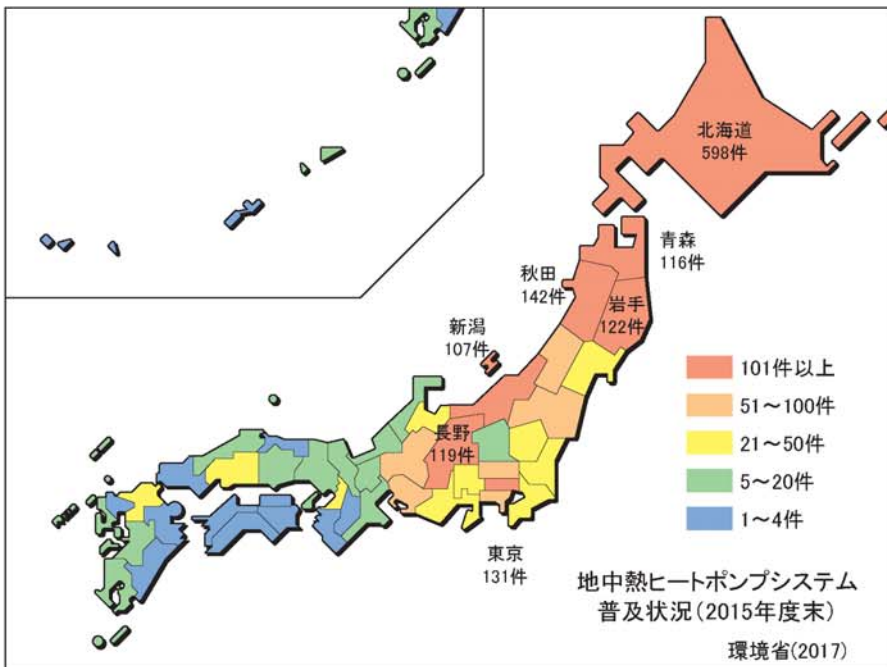 北海道
598件
青森
116件
秋田
142件
岩手
122件
新潟
107件
長野
119件
東京
131件
101件以上
51～100件
21～50件
5～20件
1～4件
地中熱ヒートポンプシステム
普及状況(2015年度末)
環境省(2017)